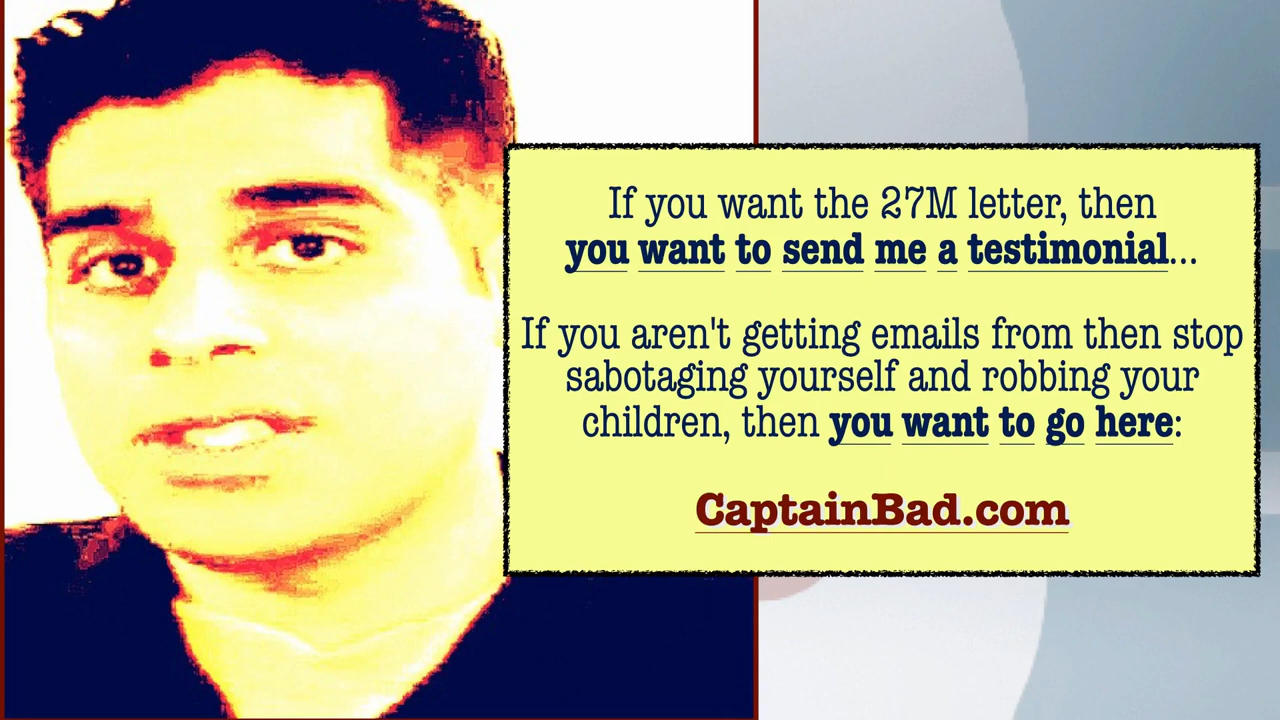 If you want the 27M letter, then
you want to send me a testimonial...
If you aren't getting emails from then stop
sabotaging yourself and robbing your
children, then you want to go here:
CaptainBad.com